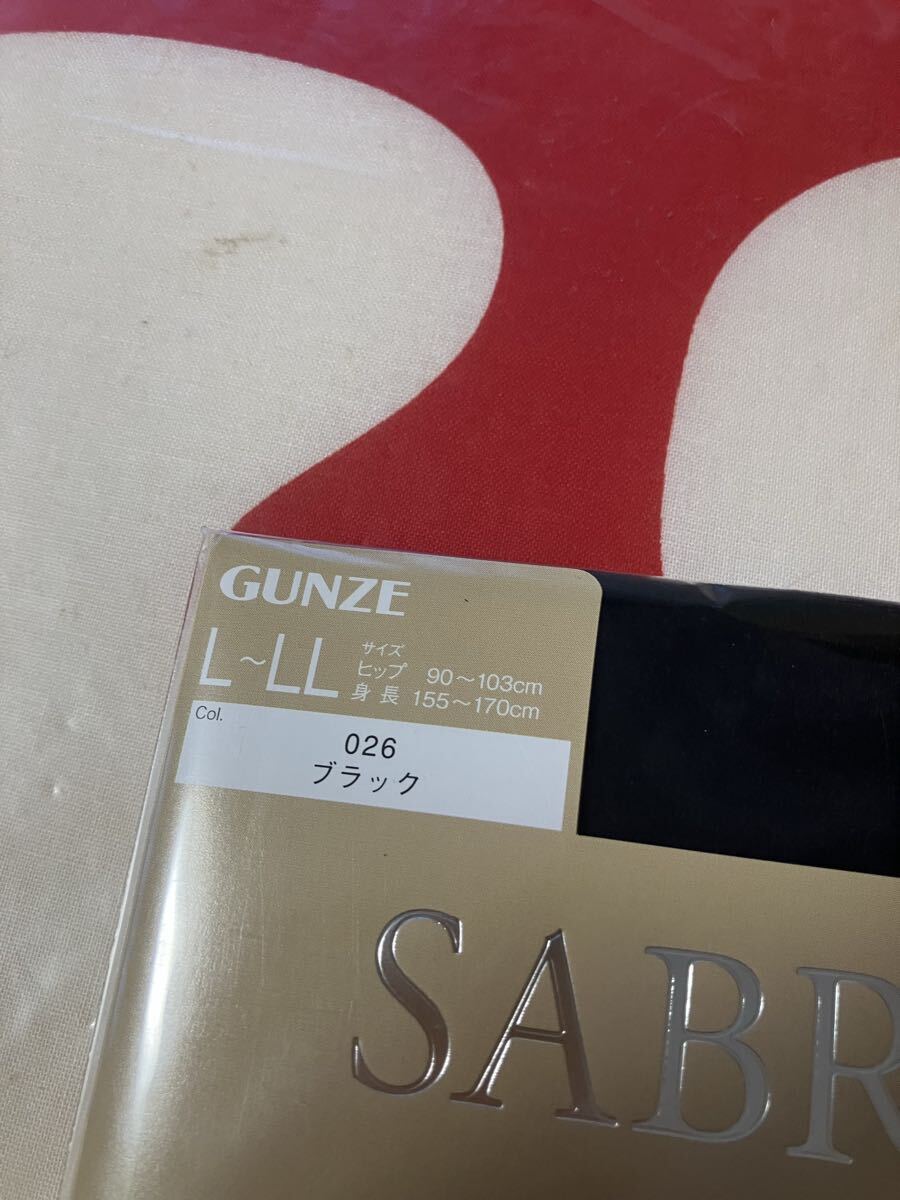 GUNZE
L～LL
サイズ
ヒップ 90～103cm
身長 155～170cm
Col.
026
ブラック
SABR